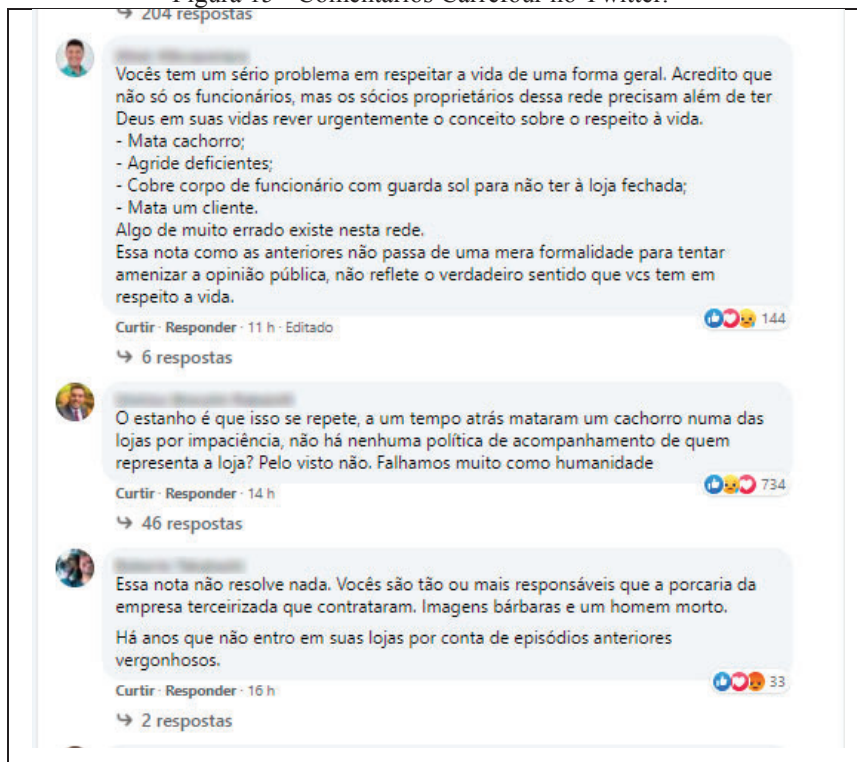 Figura 15 - Comentários Carrefour no Twitter.
204 respostas
Vocês tem um sério problema em respeitar a vida de uma forma geral. Acredito que
não só os funcionários, mas os sócios proprietários dessa rede precisam além de ter
Deus em suas vidas rever urgentemente o conceito sobre o respeito à vida.
- Mata cachorro;
- Agride deficientes;
- Cobre corpo de funcionário com guarda sol para não ter à loja fechada;
- Mata um cliente.
Algo de muito errado existe nesta rede.
Essa nota como as anteriores não passa de uma mera formalidade para tentar
amenizar a opinião pública, não reflete o verdadeiro sentido que vcs tem em
respeito a vida.
Curtir · Responder · 11 h · Editado
144
6 respostas
O estanho é que isso se repete, a um tempo atrás mataram um cachorro numa das
lojas por impaciência, não há nenhuma política de acompanhamento de quem
representa a loja? Pelo visto não. Falhamos muito como humanidade
Curtir · Responder · 14 h
734
46 respostas
Essa nota não resolve nada. Vocês são tão ou mais responsáveis que a porcaria da
empresa terceirizada que contrataram. Imagens bárbaras e um homem morto.
Há anos que não entro em suas lojas por conta de episódios anteriores
vergonhosos.
Curtir · Responder · 16 h
33
2 respostas